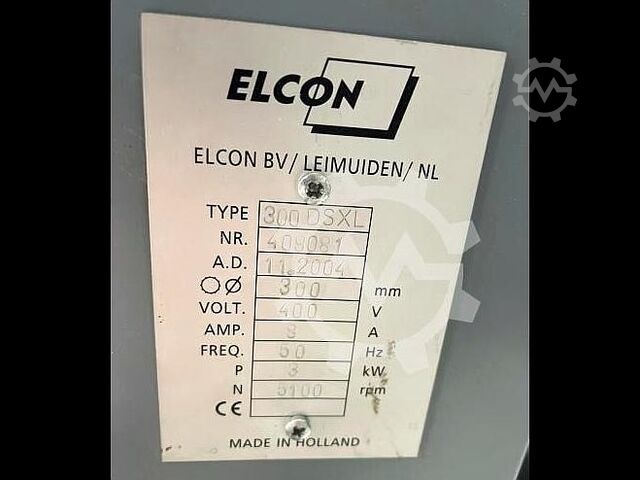 ELCON
ELCON BV/ LEIMUIDEN/ NL
TYPE 300 DSXL
NR. 408081
A.D. 11.2004
Ø 300 mm
VOLT. 400 V
AMP. 8 A
FREQ. 50 Hz
P 3 kW
N 5100 rpm
CE
MADE IN HOLLAND